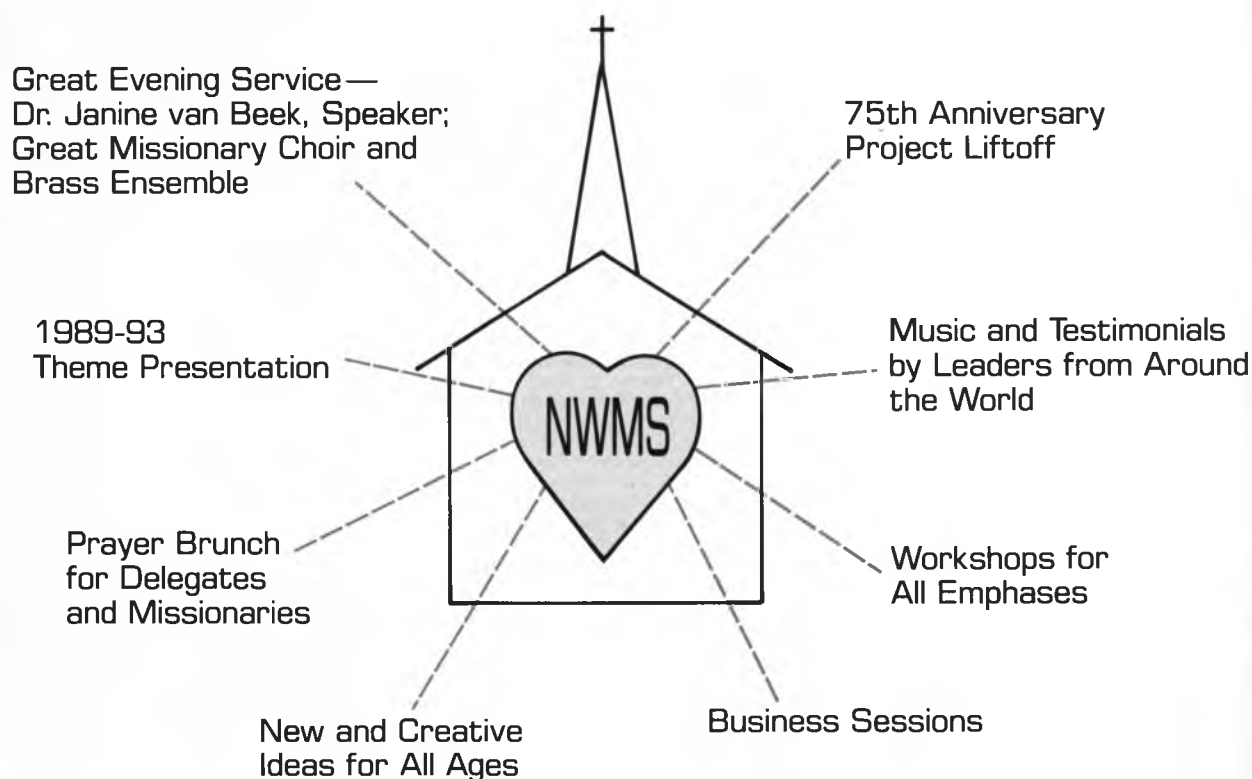 Great Evening Service—
Dr. Janine van Beek, Speaker;
Great Missionary Choir and
Brass Ensemble
75th Anniversary
Project Liftoff
1989-93
Theme Presentation
Music and Testimonials
by Leaders from Around
the World
NWMS
Prayer Brunch
for Delegates
and Missionaries
Workshops for
All Emphases
New and Creative
Ideas for All Ages
Business Sessions